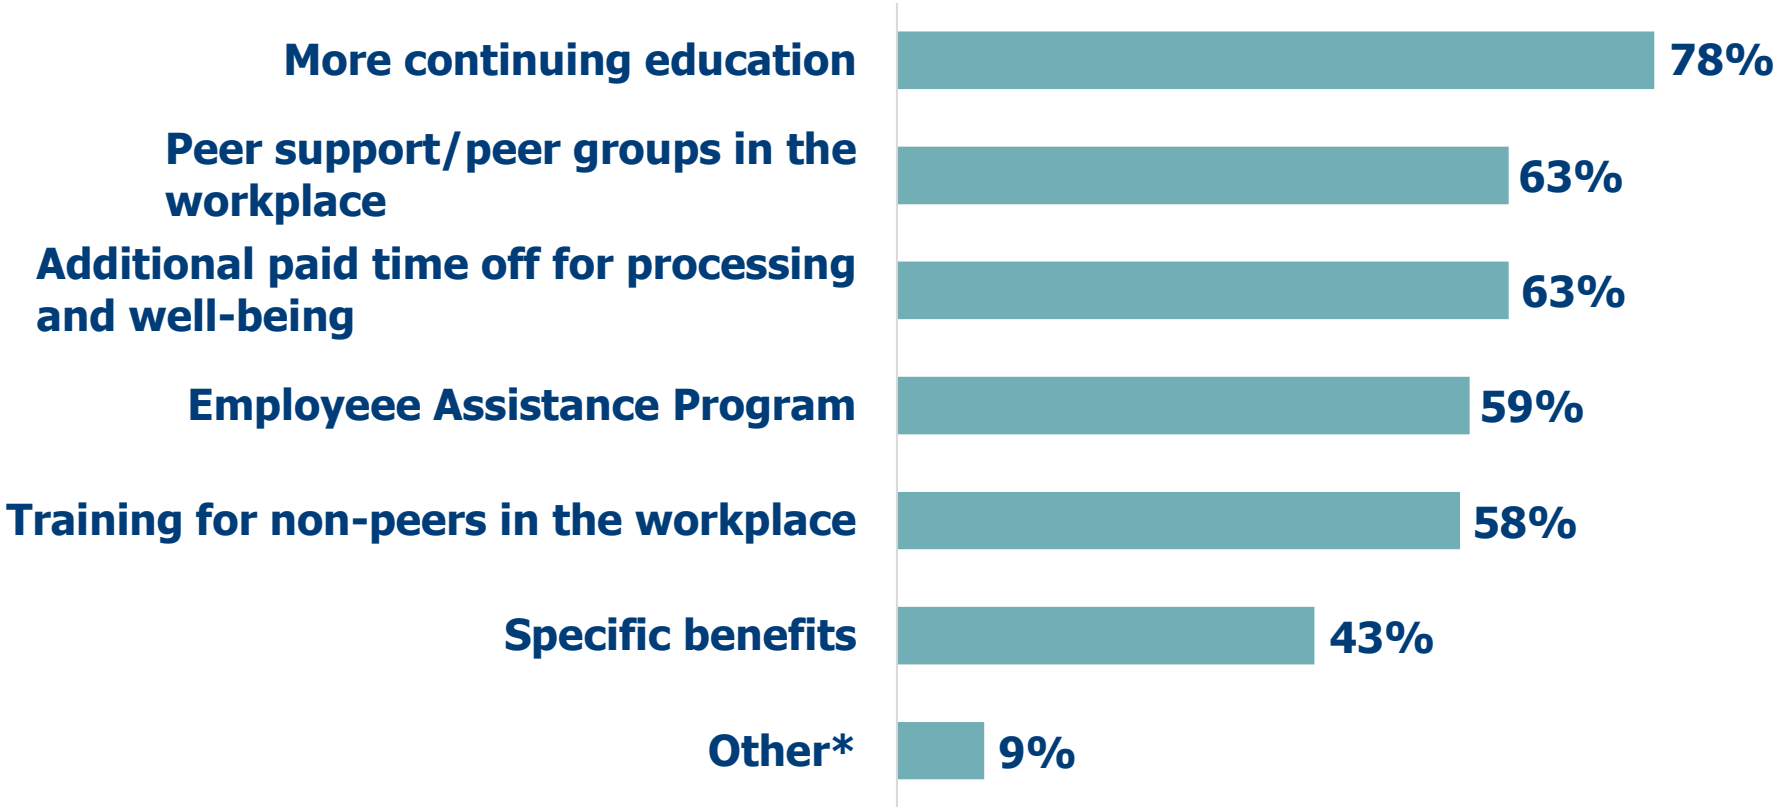 More continuing education
78%
Peer support/peer groups in the
workplace
63%
Additional paid time off for processing
and well-being
63%
Employeee Assistance Program
59%
Training for non-peers in the workplace
58%
Specific benefits
43%
Other*
9%